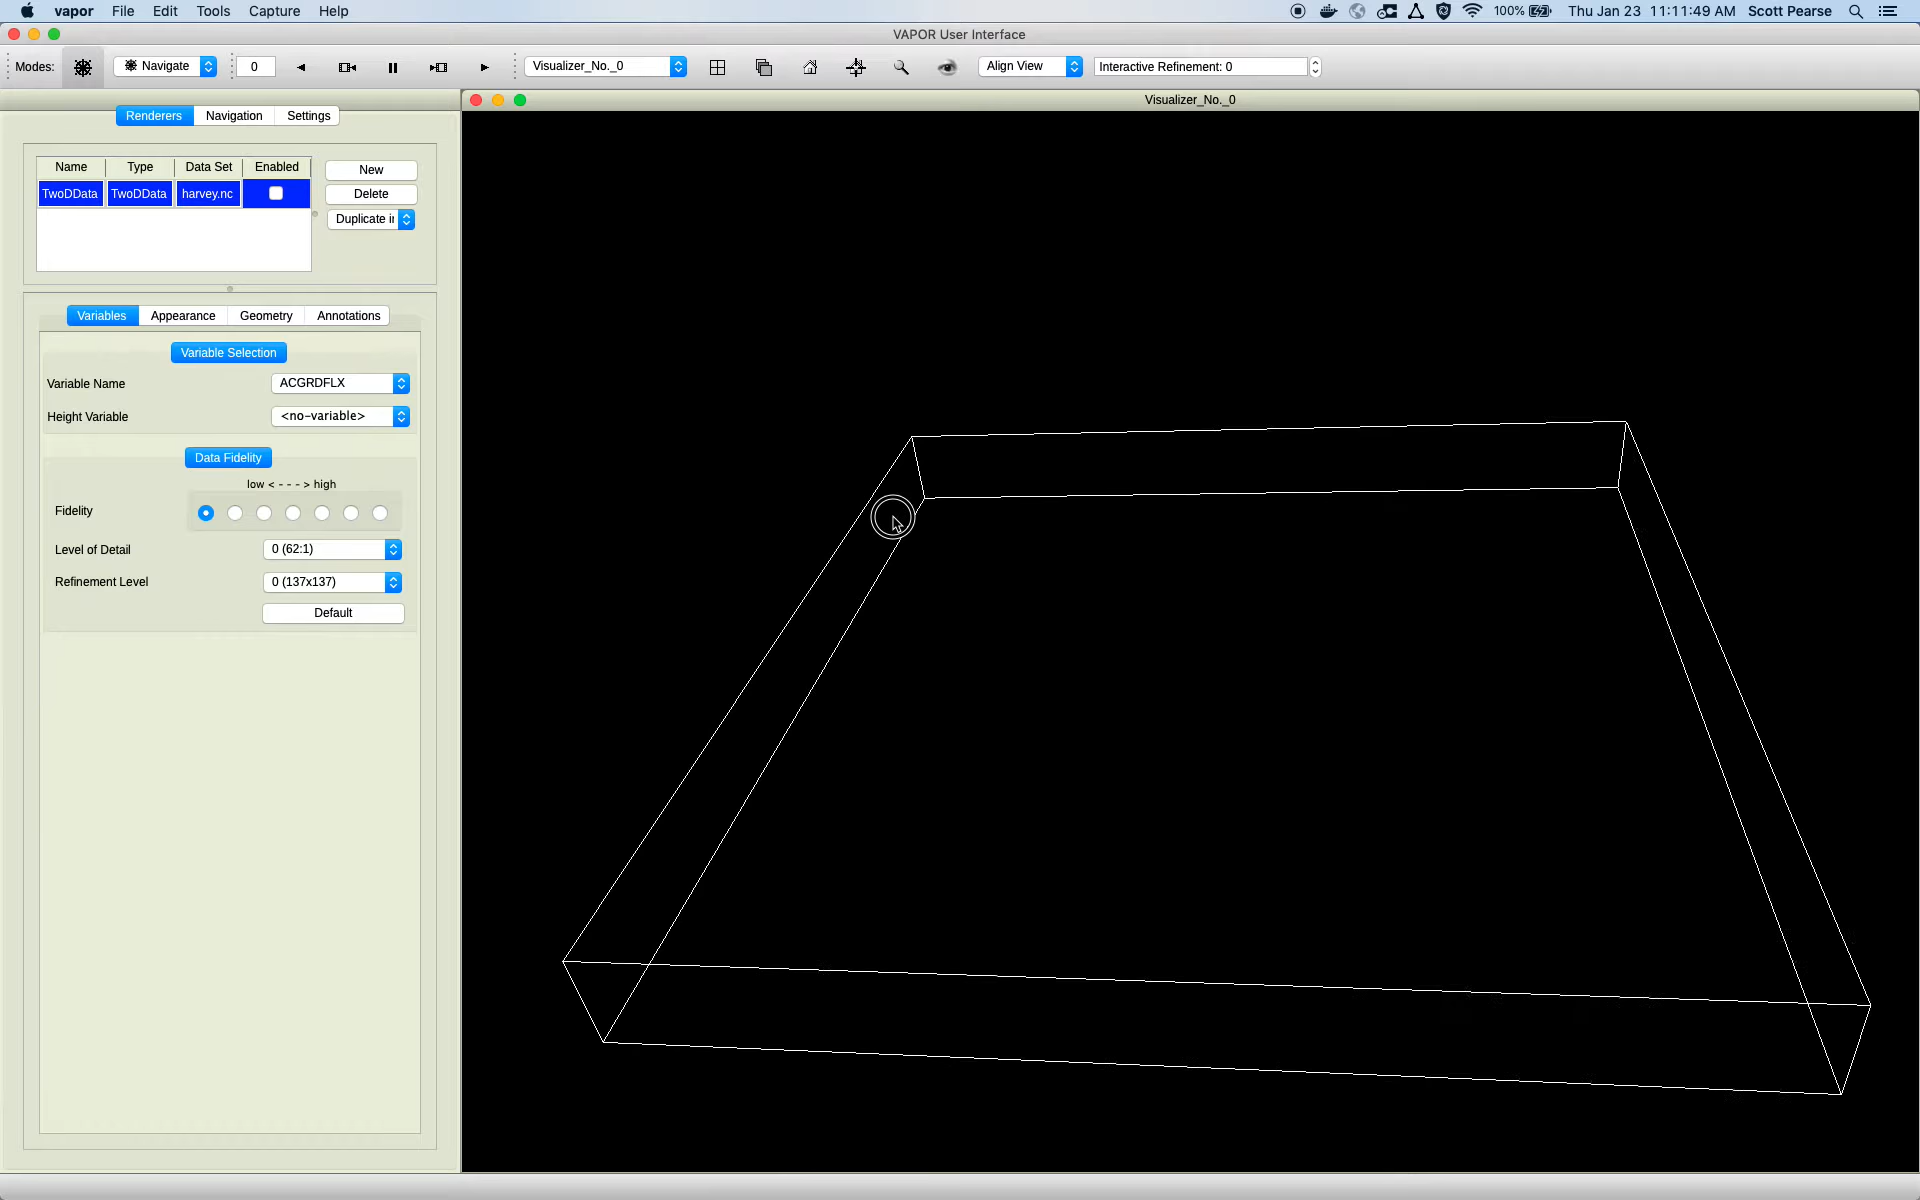 vapor File Edit Tools Capture Help 100% Thu Jan 23 11:11:49 AM Scott Pearse
VAPOR User Interface
Modes: Navigate 0 Visualizer_No._0 Align View Interactive Refinement: 0
Visualizer_No._0
Renderers Navigation Settings
Name Type Data Set Enabled
TwoDData TwoDData harvey.nc
New
Delete
Duplicate i
Variables Appearance Geometry Annotations
Variable Selection
Variable Name ACGRDFLX
Height Variable <no-variable>
Data Fidelity
low < - - - > high
Fidelity
Level of Detail 0 (62:1)
Refinement Level 0 (137x137)
Default